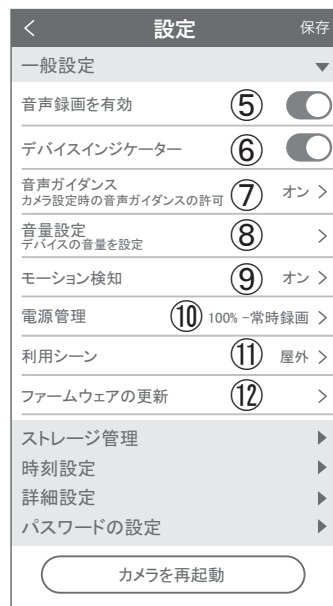 < 設定 保存
一般設定 ▼
音声録画を有効 ⑤
デバイスインジケーター ⑥
音声ガイダンス
カメラ設定時の音声ガイダンスの許可 ⑦ オン >
音量設定
デバイスの音量を設定 ⑧ >
モーション検知 ⑨ オン >
電源管理 ⑩ 100% −常時録画 >
利用シーン ⑪ 屋外 >
ファームウェアの更新 ⑫ >
ストレージ管理 ▶
時刻設定 ▶
詳細設定 ▶
パスワードの設定 ▶
カメラを再起動